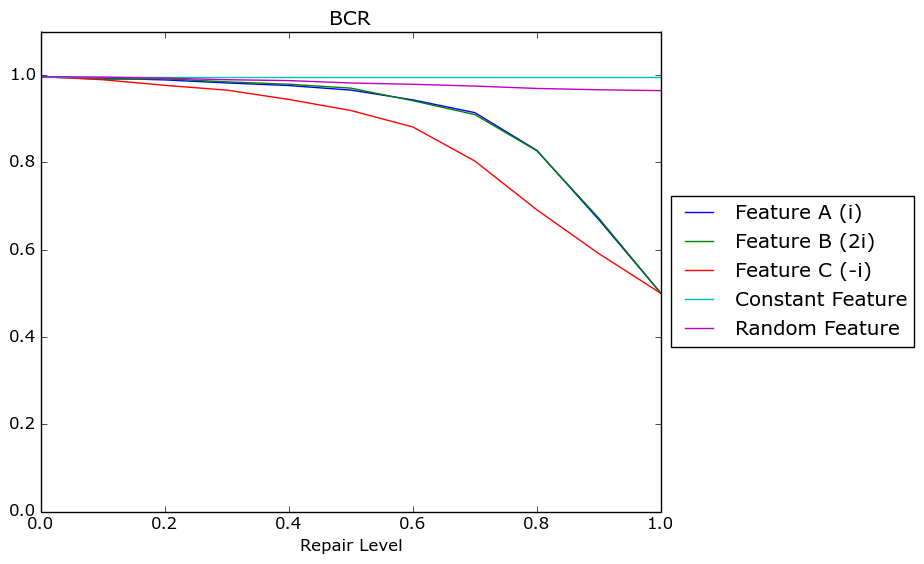 BCR
1.0
0.8
0.6
0.4
0.2
0.0
0.0 0.2 0.4 0.6 0.8 1.0
Repair Level
Feature A (i)
Feature B (2i)
Feature C (-i)
Constant Feature
Random Feature